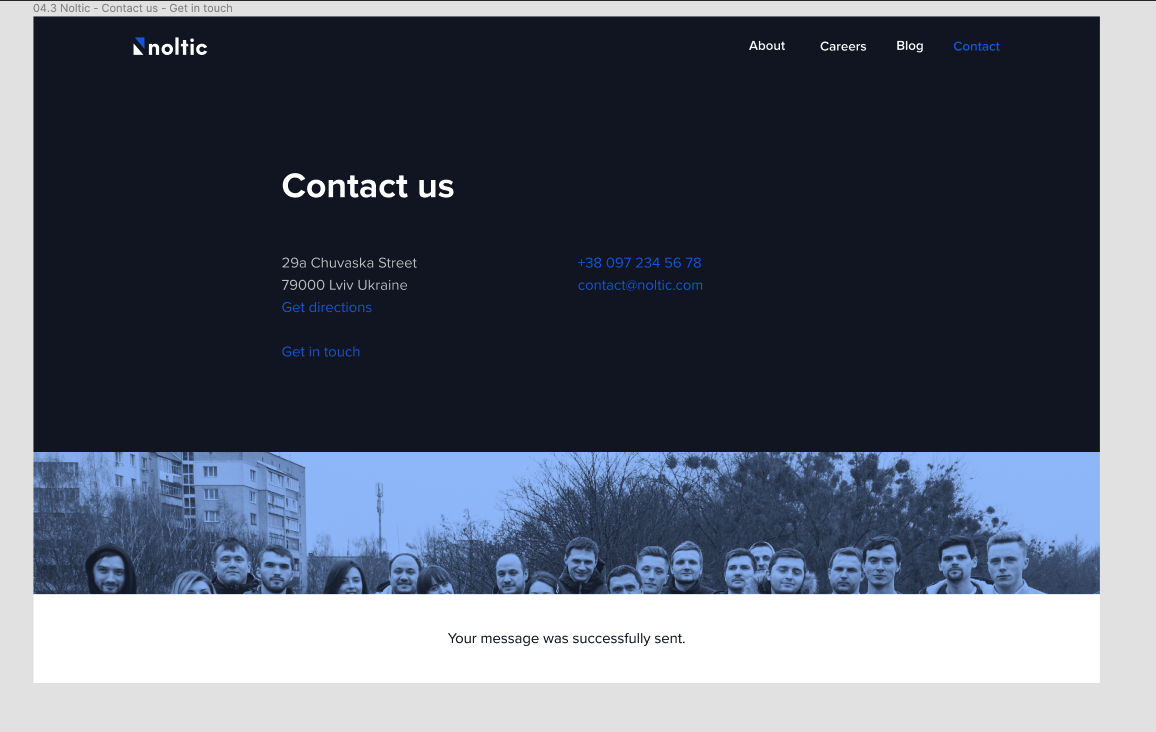 04.3 Noltic - Contact us - Get in touch
noltic
About
Careers
Blog
Contact
Contact us
29a Chuvaska Street
79000 Lviv Ukraine
Get directions
Get in touch
+38 097 234 56 78
contact@noltic.com
Your message was successfully sent.